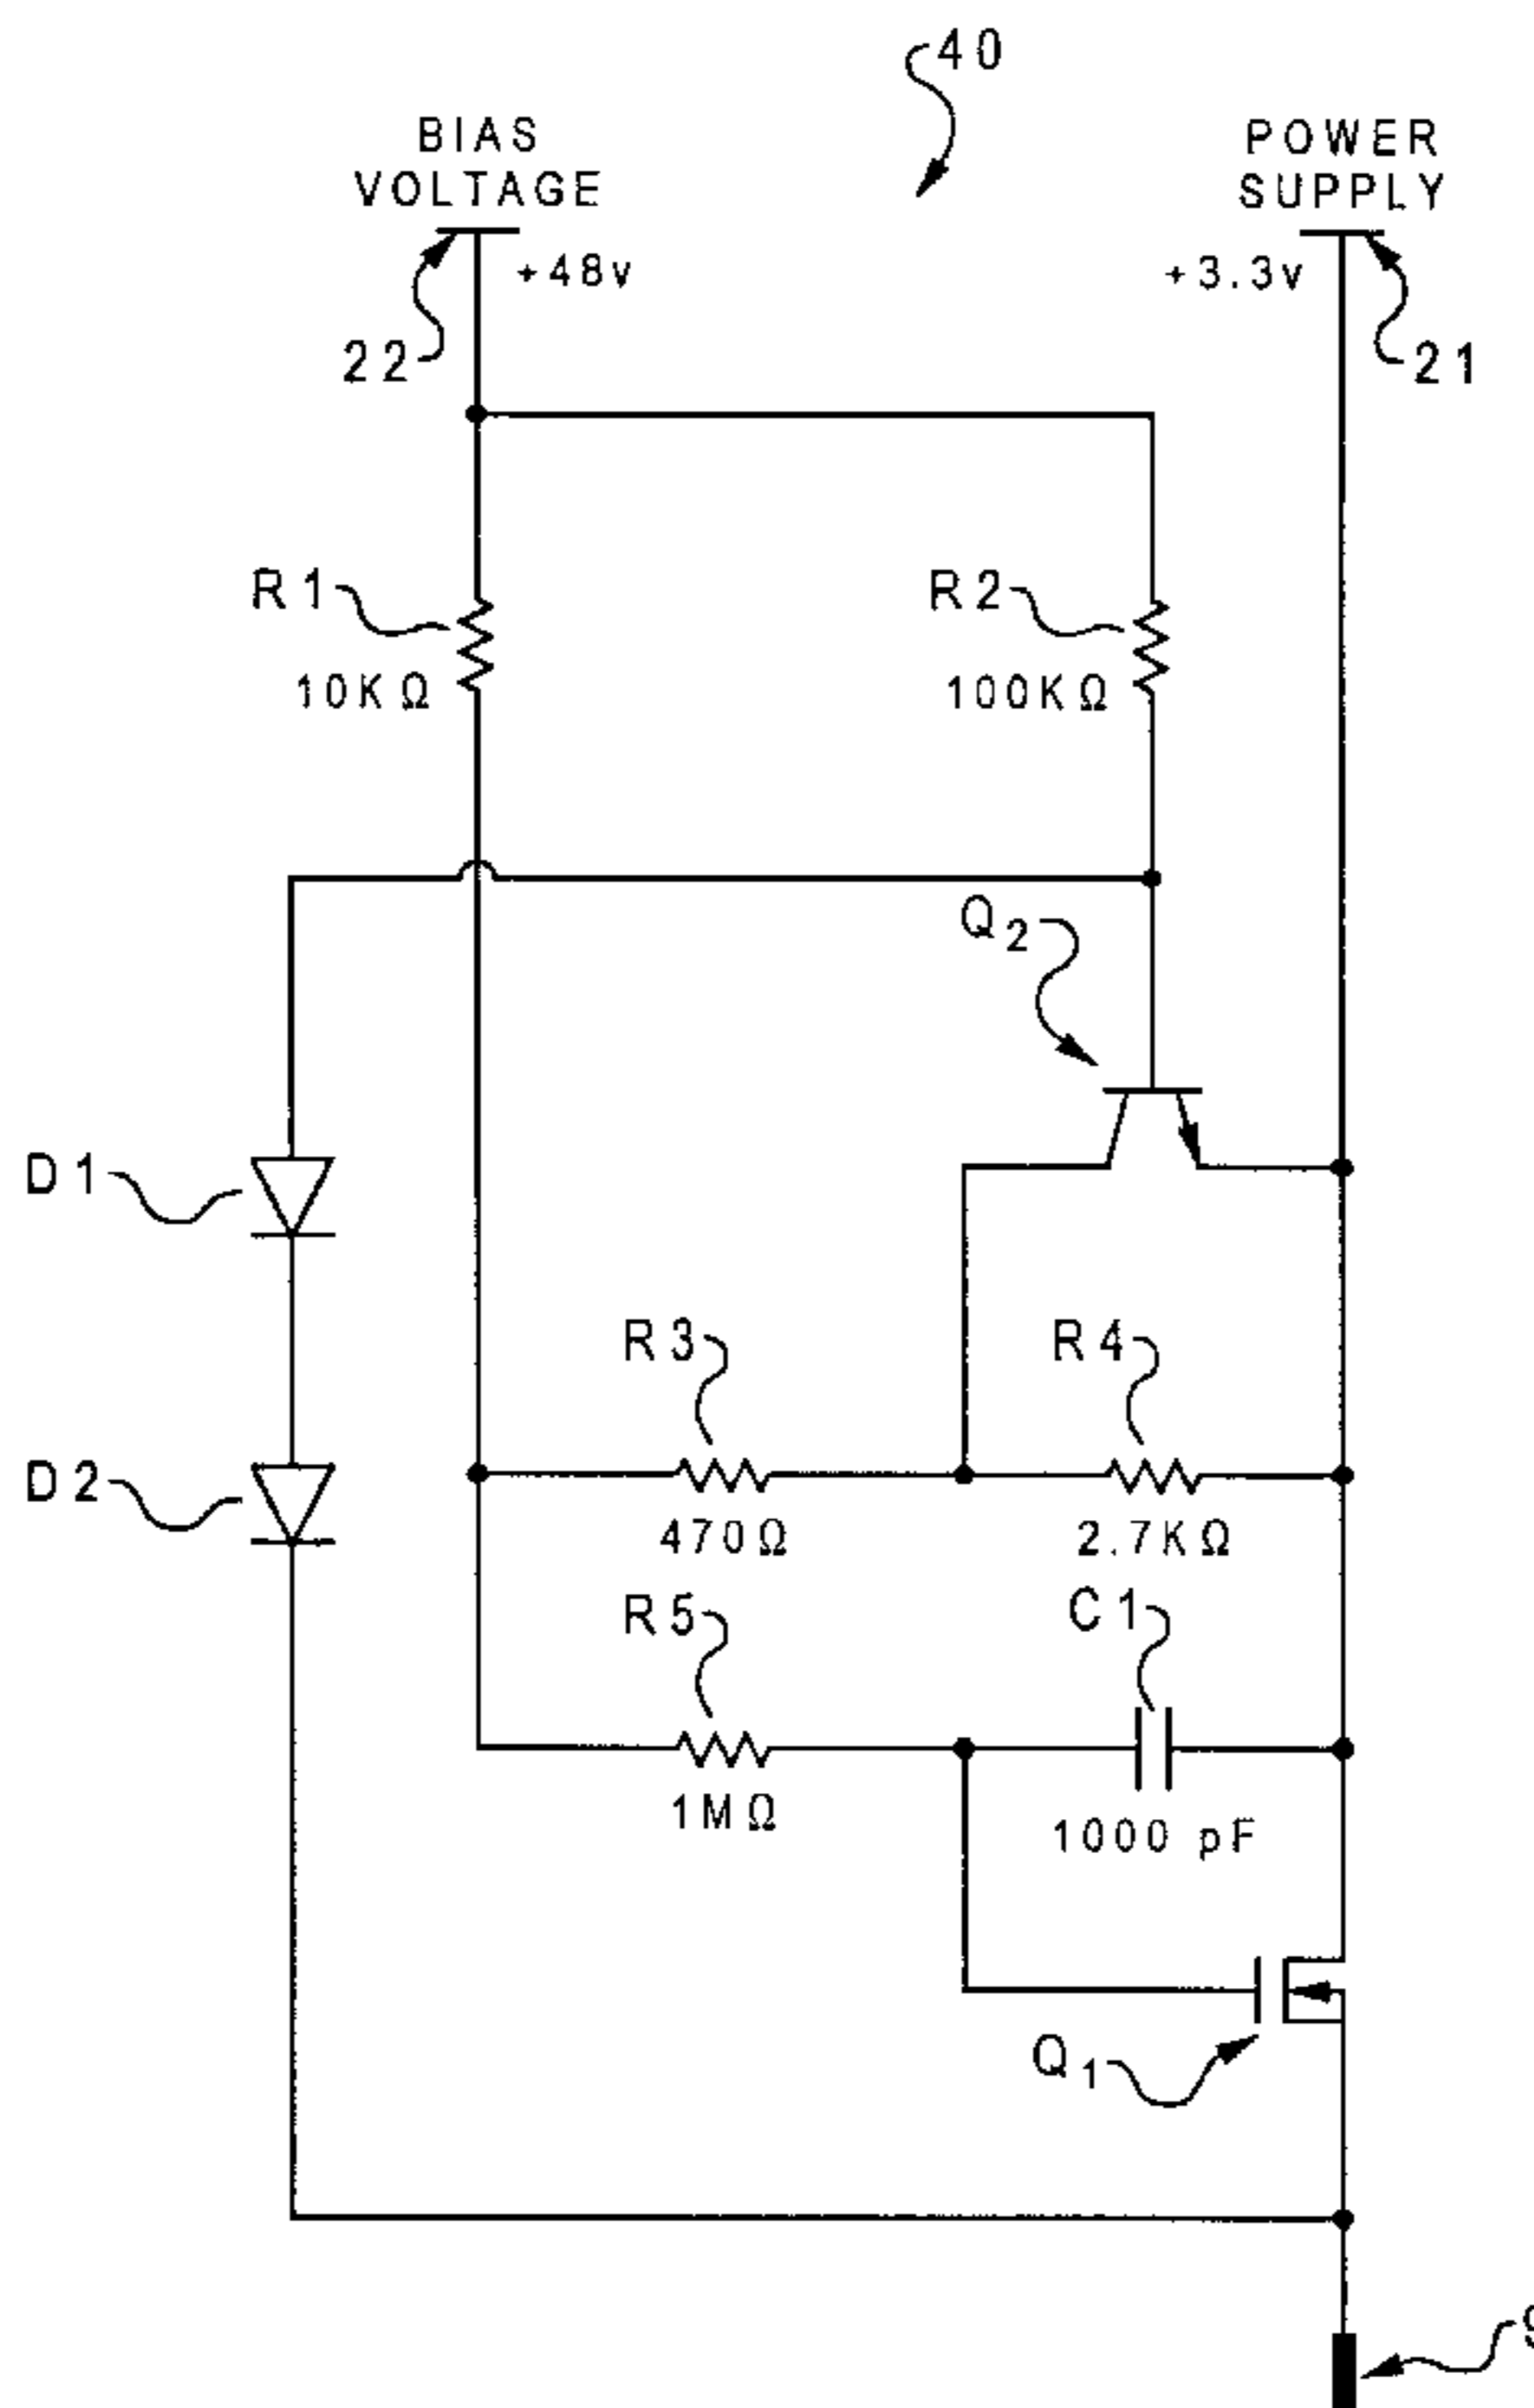 40
BIAS
VOLTAGE
POWER
SUPPLY
+48v
+3.3v
22
21
R1
R2
10KΩ
100KΩ
Q2
D1
R3
R4
D2
470Ω
2.7KΩ
R5
C1
1MΩ
1000 pF
Q1